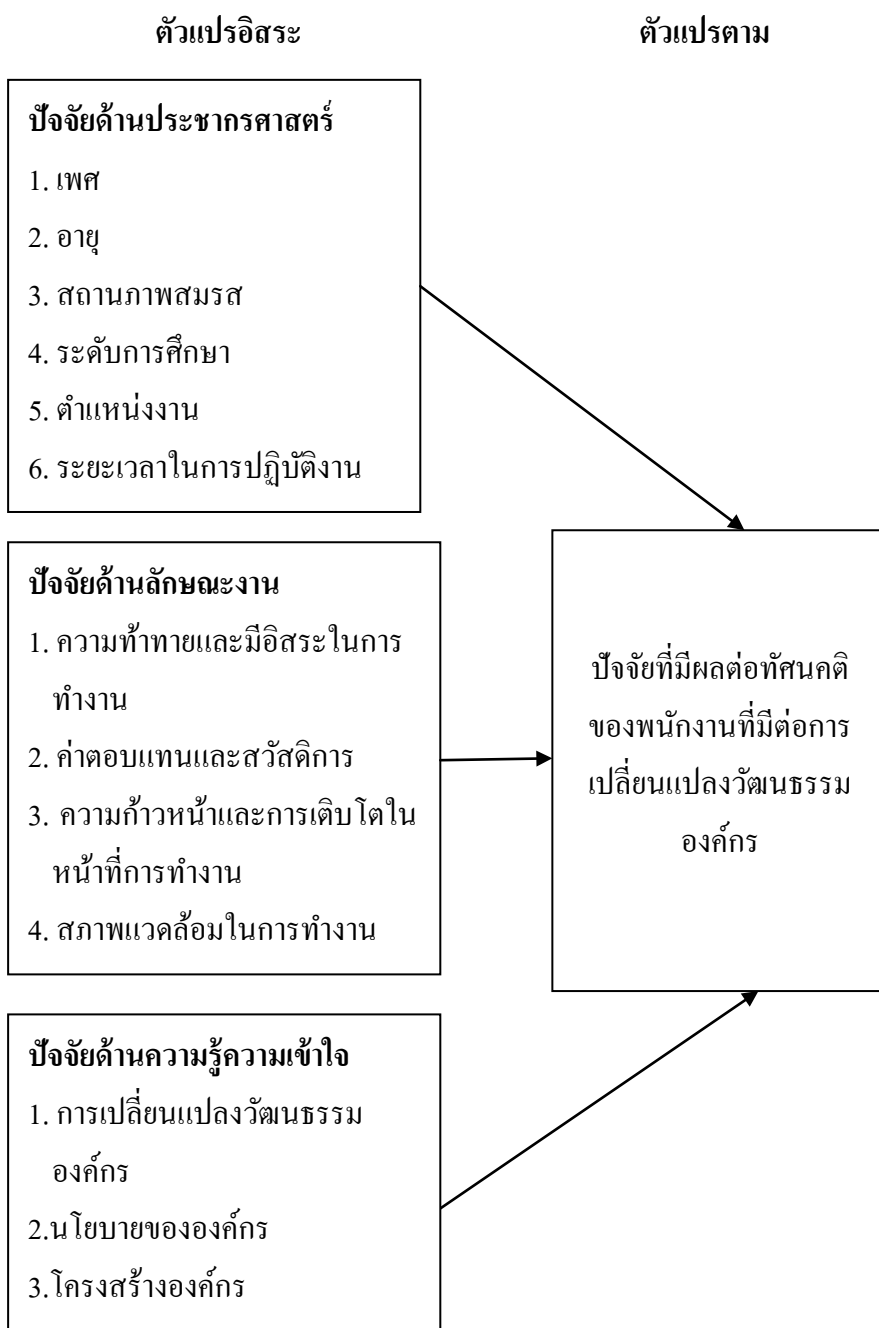 ตัวแปรอิสระ
ตัวแปรตาม
ปัจจัยด้านประชากรศาสตร์
1. เพศ
2. อายุ
3. สถานภาพสมรส
4. ระดับการศึกษา
5. ตำแหน่งงาน
6. ระยะเวลาในการปฏิบัติงาน
ปัจจัยด้านลักษณะงาน
1. ความท้าทายและมีอิสระในการ
ทำงาน
2. ค่าตอบแทนและสวัสดิการ
3. ความก้าวหน้าและการเติบโตใน
หน้าที่การทำงาน
4. สภาพแวดล้อมในการทำงาน
ปัจจัยด้านความรู้ความเข้าใจ
1. การเปลี่ยนแปลงวัฒนธรรม
องค์กร
2.นโยบายขององค์กร
3.โครงสร้างองค์กร
ปัจจัยที่มีผลต่อทัศนคติ
ของพนักงานที่มีต่อการ
เปลี่ยนแปลงวัฒนธรรม
องค์กร